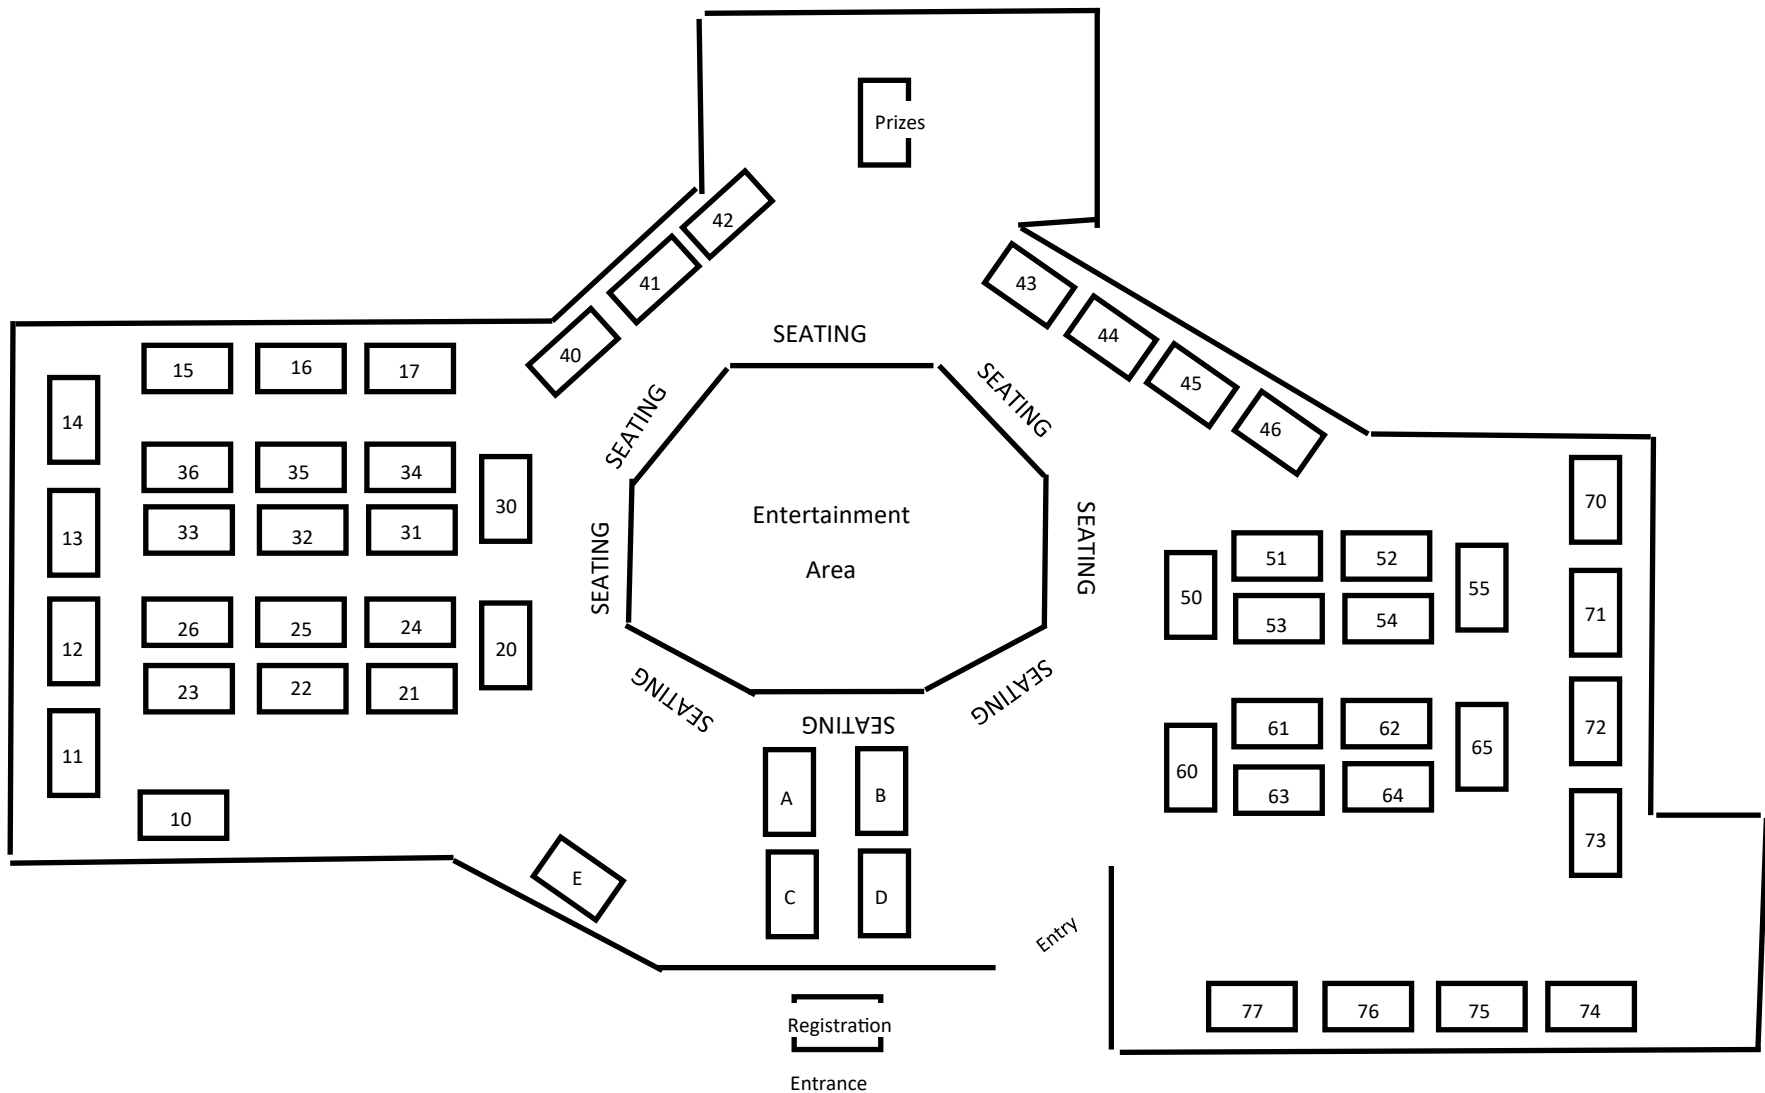 Prizes
42
41
43
SEATING
44
40
15
16
17
45
SEATING
SEATING
14
46
36
35
34
30
70
SEATING
Entertainment
SEATING
13
33
32
31
51
52
Area
55
50
71
26
25
24
53
54
12
20
SEATING
SEATING
23
22
21
SEATING
61
62
72
11
65
60
A
B
63
64
10
73
E
C
D
Entry
77
76
75
74
Registration
Entrance